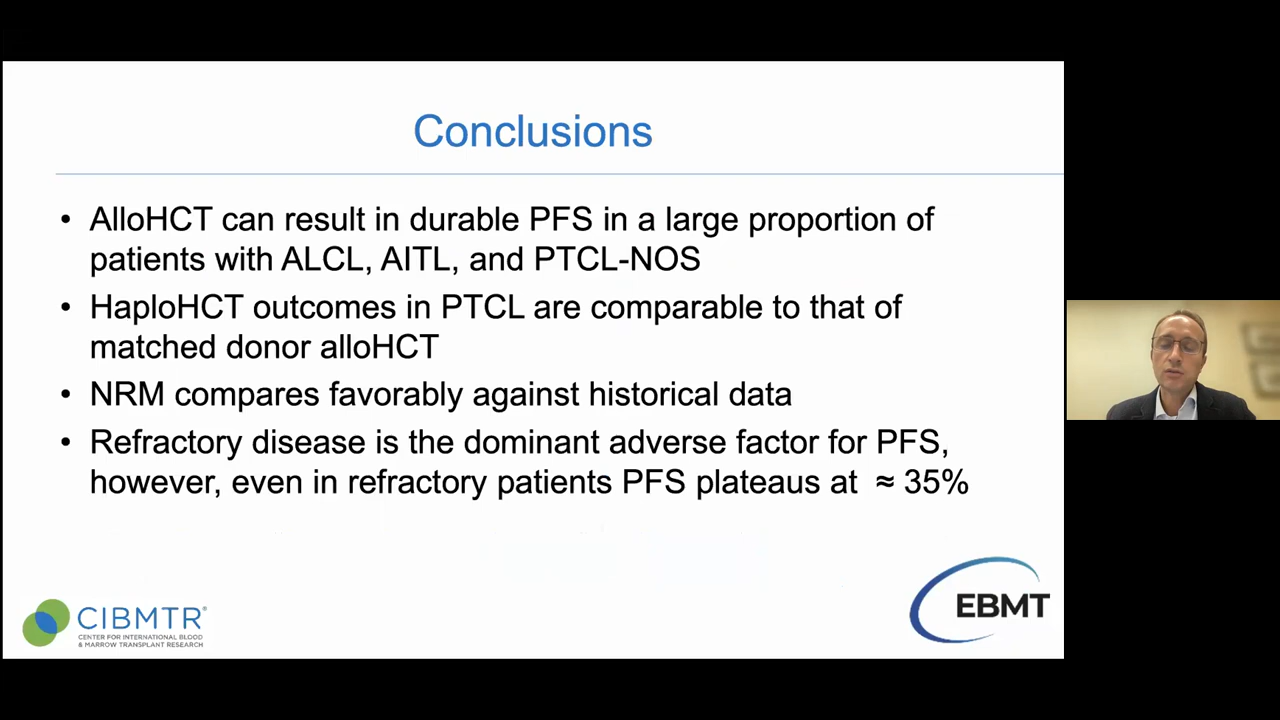 Conclusions
• AlloHCT can result in durable PFS in a large proportion of
patients with ALCL, AITL, and PTCL-NOS
• HaploHCT outcomes in PTCL are comparable to that of
matched donor alloHCT
• NRM compares favorably against historical data
• Refractory disease is the dominant adverse factor for PFS,
however, even in refractory patients PFS plateaus at ≈ 35%
CIBMTR®
CENTER FOR INTERNATIONAL BLOOD
& MARROW TRANSPLANT RESEARCH
EBMT